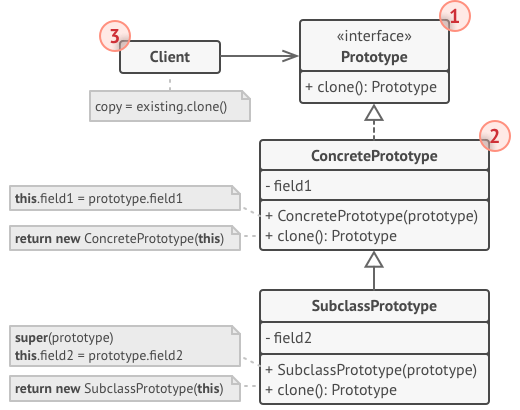 1
«interface»
Prototype
+ clone(): Prototype
3
Client
copy = existing.clone()
2
ConcretePrototype
- field1
+ ConcretePrototype(prototype)
+ clone(): Prototype
this.field1 = prototype.field1
return new ConcretePrototype(this)
SubclassPrototype
- field2
+ SubclassPrototype(prototype)
+ clone(): Prototype
super(prototype)
this.field2 = prototype.field2
return new SubclassPrototype(this)